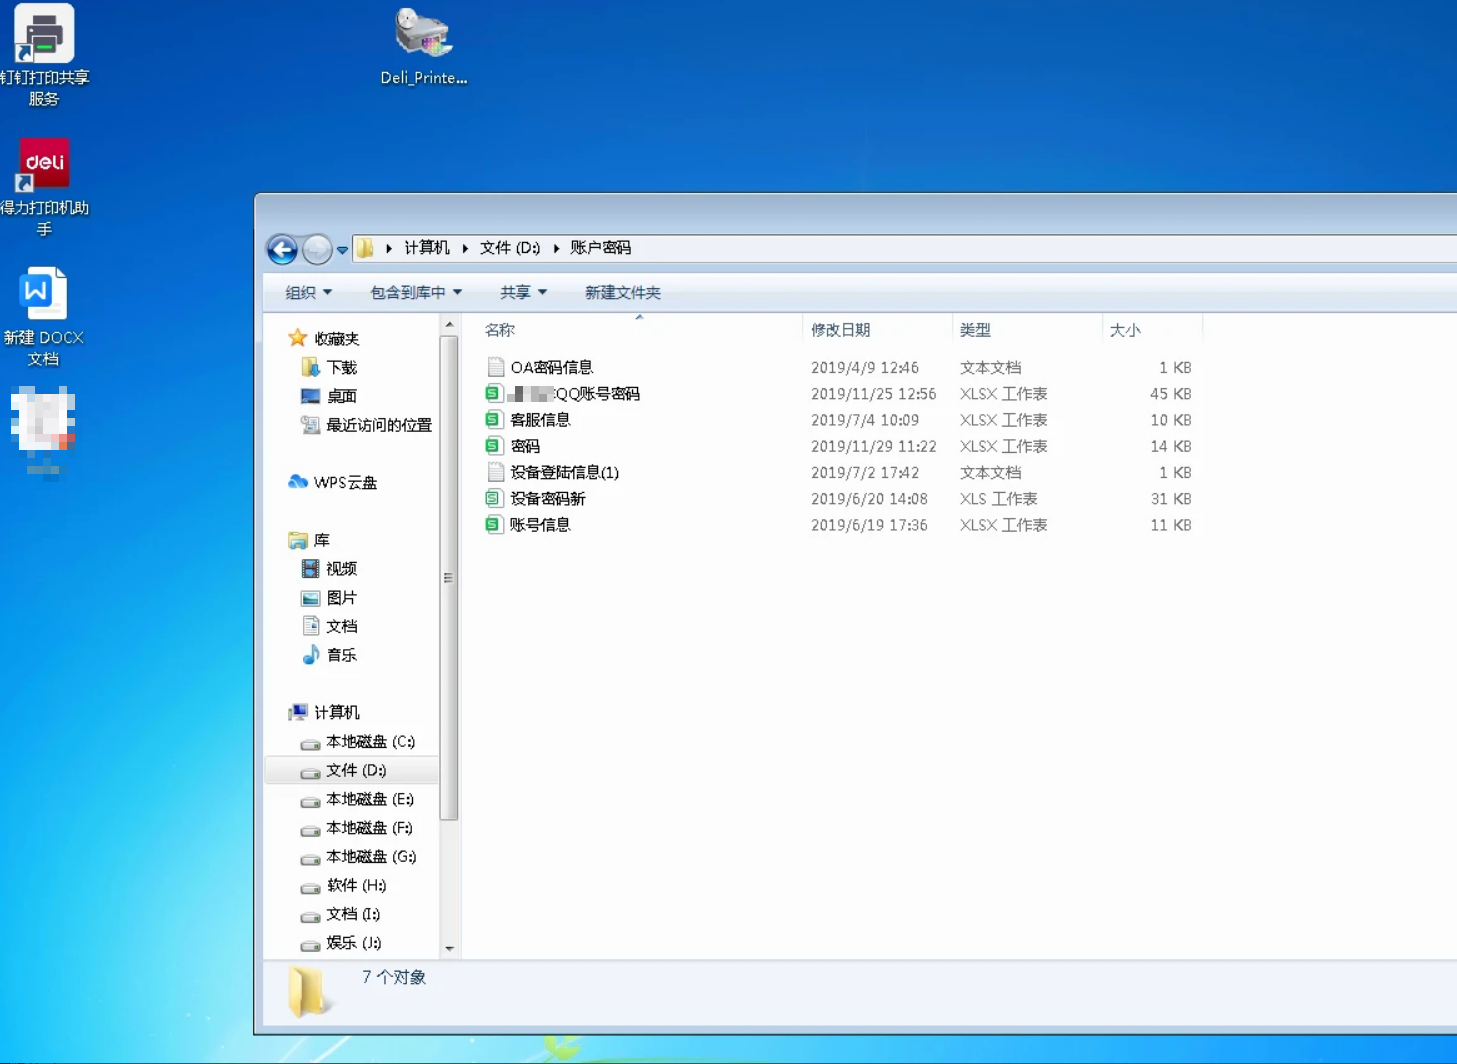 钉钉打印共享
服务
deli
得力打印机助
手
W
新建 DOCX
文档
Deli_Printe...
计算机 文件 (D:) 账户密码
组织 包含到库中 共享 新建文件夹
收藏夹
下载
桌面
最近访问的位置
WPS云盘
库
视频
图片
文档
音乐
计算机
本地磁盘 (C:)
文件 (D:)
本地磁盘 (E:)
本地磁盘 (F:)
本地磁盘 (G:)
软件 (H:)
文档 (I:)
娱乐 (J:)
名称 修改日期 类型 大小
OA密码信息 2019/4/9 12:46 文本文档 1 KB
QQ账号密码 2019/11/25 12:56 XLSX 工作表 45 KB
客服信息 2019/7/4 10:09 XLSX 工作表 10 KB
密码 2019/11/29 11:22 XLSX 工作表 14 KB
设备登陆信息(1) 2019/7/2 17:42 文本文档 1 KB
设备密码新 2019/6/20 14:08 XLS 工作表 31 KB
账号信息 2019/6/19 17:36 XLSX 工作表 11 KB
7 个对象